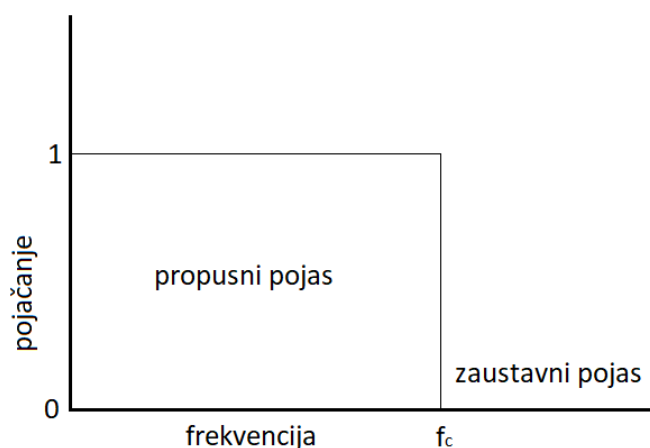 1
pojačanje
propusni pojas
zaustavni pojas
0
frekvencija
fc